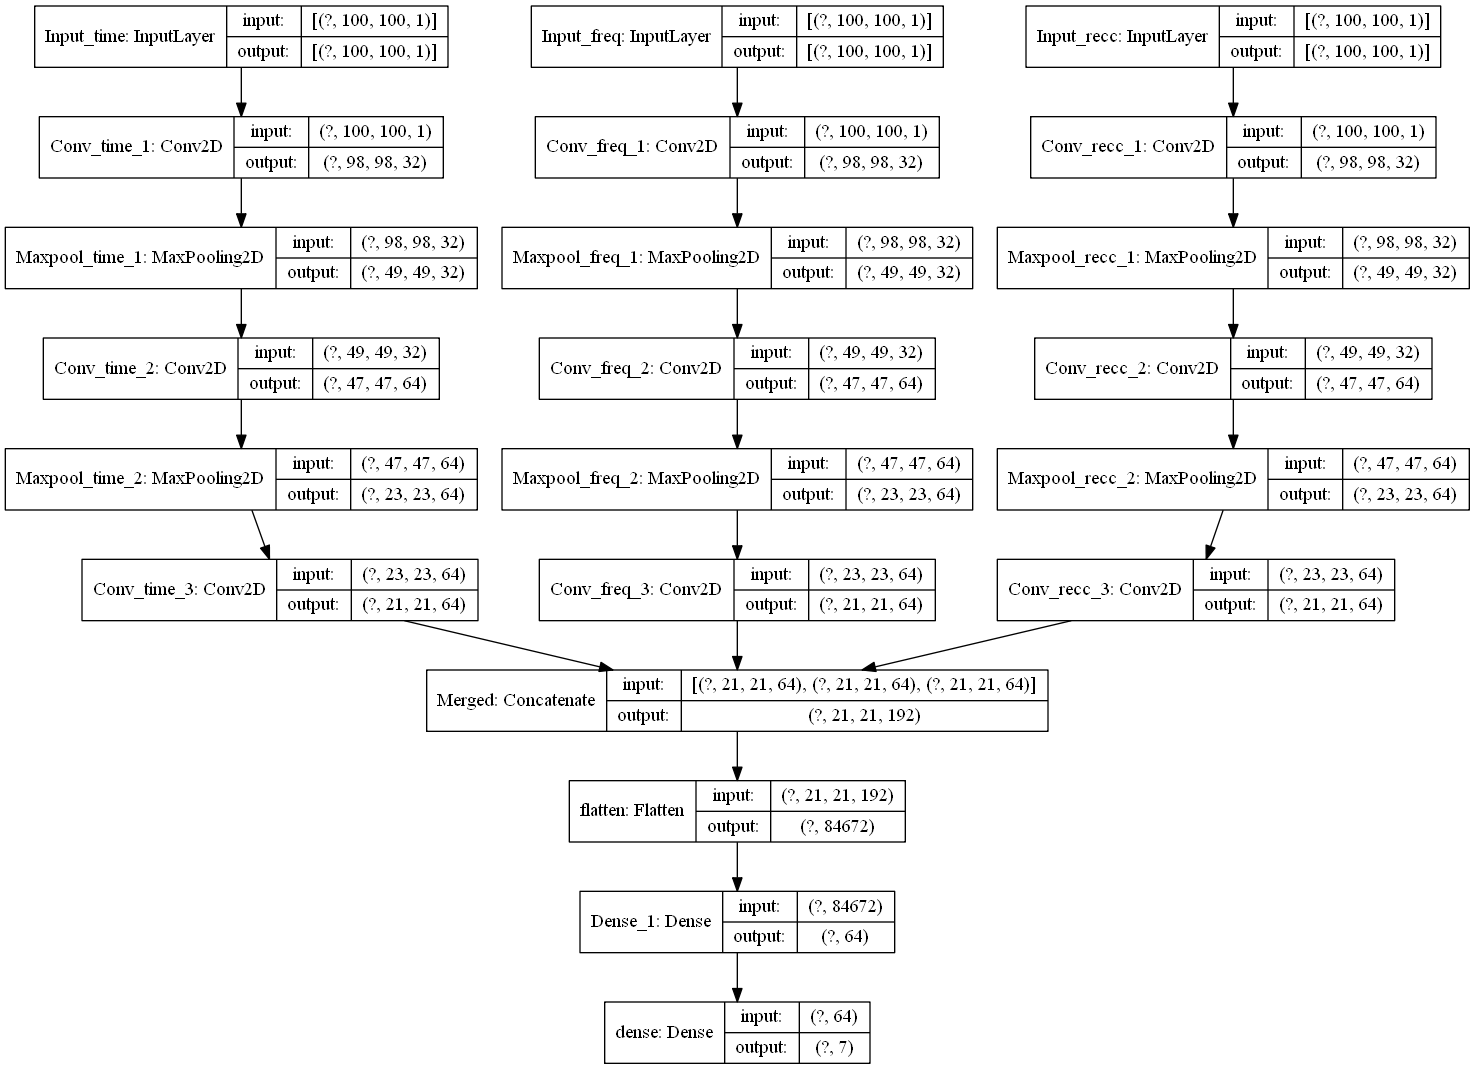 Input_time: InputLayer
input: [(?, 100, 100, 1)]
output: [(?, 100, 100, 1)]
Input_freq: InputLayer
input: [(?, 100, 100, 1)]
output: [(?, 100, 100, 1)]
Input_recc: InputLayer
input: [(?, 100, 100, 1)]
output: [(?, 100, 100, 1)]
Conv_time_1: Conv2D
input: (?, 100, 100, 1)
output: (?, 98, 98, 32)
Conv_freq_1: Conv2D
input: (?, 100, 100, 1)
output: (?, 98, 98, 32)
Conv_recc_1: Conv2D
input: (?, 100, 100, 1)
output: (?, 98, 98, 32)
Maxpool_time_1: MaxPooling2D
input: (?, 98, 98, 32)
output: (?, 49, 49, 32)
Maxpool_freq_1: MaxPooling2D
input: (?, 98, 98, 32)
output: (?, 49, 49, 32)
Maxpool_recc_1: MaxPooling2D
input: (?, 98, 98, 32)
output: (?, 49, 49, 32)
Conv_time_2: Conv2D
input: (?, 49, 49, 32)
output: (?, 47, 47, 64)
Conv_freq_2: Conv2D
input: (?, 49, 49, 32)
output: (?, 47, 47, 64)
Conv_recc_2: Conv2D
input: (?, 49, 49, 32)
output: (?, 47, 47, 64)
Maxpool_time_2: MaxPooling2D
input: (?, 47, 47, 64)
output: (?, 23, 23, 64)
Maxpool_freq_2: MaxPooling2D
input: (?, 47, 47, 64)
output: (?, 23, 23, 64)
Maxpool_recc_2: MaxPooling2D
input: (?, 47, 47, 64)
output: (?, 23, 23, 64)
Conv_time_3: Conv2D
input: (?, 23, 23, 64)
output: (?, 21, 21, 64)
Conv_freq_3: Conv2D
input: (?, 23, 23, 64)
output: (?, 21, 21, 64)
Conv_recc_3: Conv2D
input: (?, 23, 23, 64)
output: (?, 21, 21, 64)
Merged: Concatenate
input: [(?, 21, 21, 64), (?, 21, 21, 64), (?, 21, 21, 64)]
output: (?, 21, 21, 192)
flatten: Flatten
input: (?, 21, 21, 192)
output: (?, 84672)
Dense_1: Dense
input: (?, 84672)
output: (?, 64)
dense: Dense
input: (?, 64)
output: (?, 7)